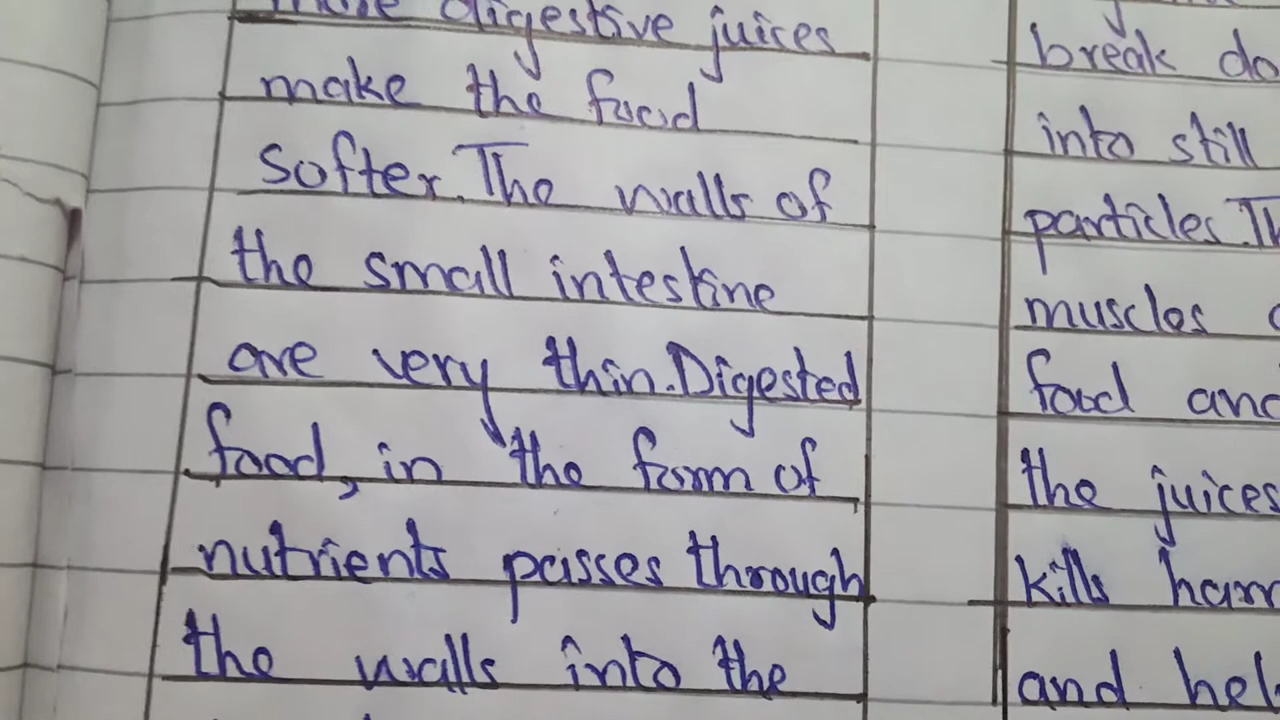 digestive juices
make the food
softer. The walls of
the small intestine
are very thin. Digested
food, in the form of
nutrients passes through
the walls into the
break do
into still
particles. Th
muscles
food and
the juices
kills harm
and hel